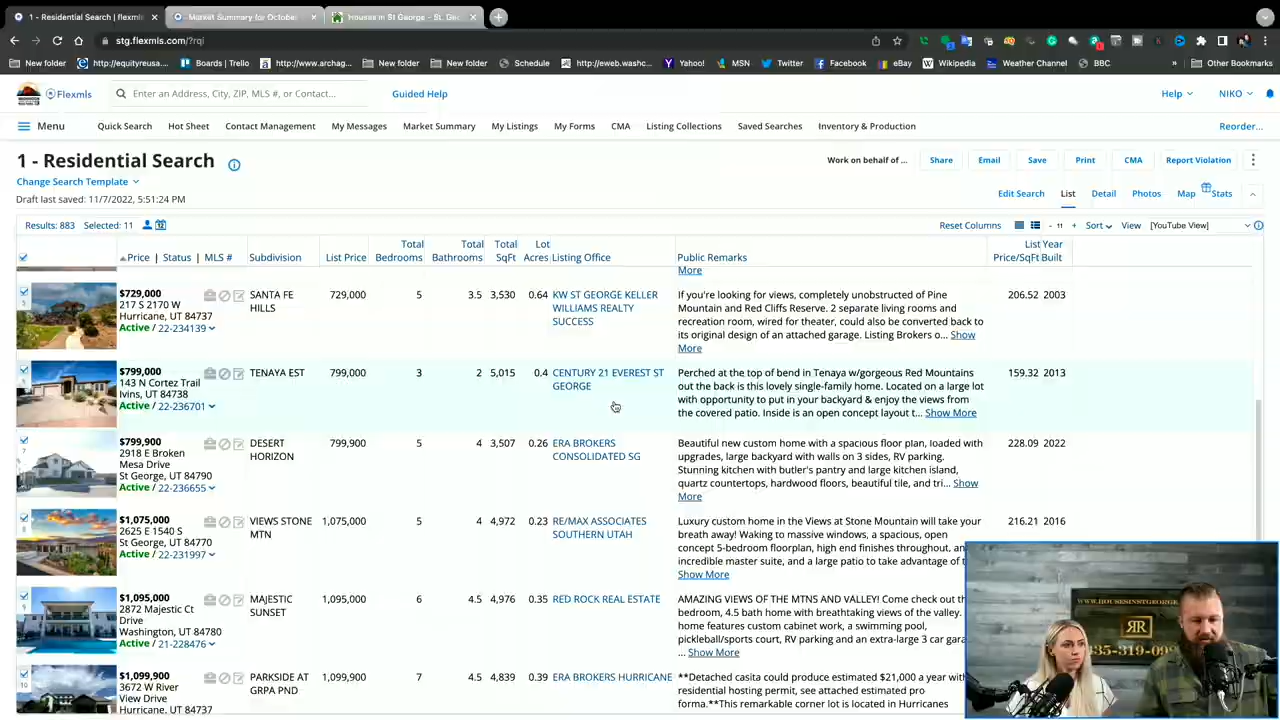 1 - Residential Search | flexmls
Market Summary for October
houses in St George - St. Geo
stg.flexmls.com/?rql
New folder
http://equityreusa...
Boards | Trello
http://www.archag...
New folder
New folder
Schedule
http://eweb.washc...
Yahoo!
MSN
Twitter
Facebook
eBay
Wikipedia
Weather Channel
BBC
Other Bookmarks
Flexmls
Enter an Address, City, ZIP, MLS #, or Contact...
Guided Help
Help
NIKO
Menu
Quick Search
Hot Sheet
Contact Management
My Messages
Market Summary
My Listings
My Forms
CMA
Listing Collections
Saved Searches
Inventory & Production
Reorder...
1 - Residential Search
Work on behalf of ...
Share
Email
Save
Print
CMA
Report Violation
Change Search Template
Draft last saved: 11/7/2022, 5:51:24 PM
Edit Search
List
Detail
Photos
Map
Stats
Results: 883
Selected: 11
Reset Columns
- 11 +
Sort
View
[YouTube View]
Price | Status | MLS #
Subdivision
List Price
Total Bedrooms
Total Bathrooms
Total SqFt
Lot Acres
Listing Office
Public Remarks
List Price/SqFt
Year Built
More
5
$729,000
217 S 2170 W
Hurricane, UT 84737
Active / 22-234139
SANTA FE
HILLS
729,000
5
3.5
3,530
0.64
KW ST GEORGE KELLER
WILLIAMS REALTY
SUCCESS
If you're looking for views, completely unobstructed of Pine
Mountain and Red Cliffs Reserve. 2 separate living rooms and
recreation room, wired for theater, could also be converted back to
its original design of an attached garage. Listing Brokers o... Show
More
206.52
2003
6
$799,000
143 N Cortez Trail
Ivins, UT 84738
Active / 22-236701
TENAYA EST
799,000
3
2
5,015
0.4
CENTURY 21 EVEREST ST
GEORGE
Perched at the top of bend in Tenaya w/gorgeous Red Mountains
out the back is this lovely single-family home. Located on a large lot
with opportunity to put in your backyard & enjoy the views from
the covered patio. Inside is an open concept layout t... Show More
159.32
2013
7
$799,900
2918 E Broken
Mesa Drive
St George, UT 84790
Active / 22-236655
DESERT
HORIZON
799,900
5
4
3,507
0.26
ERA BROKERS
CONSOLIDATED SG
Beautiful new custom home with a spacious floor plan, loaded with
upgrades, large backyard with walls on 3 sides, RV parking.
Stunning kitchen with butler's pantry and large kitchen island,
quartz countertops, hardwood floors, beautiful tile, and tri... Show
More
228.09
2022
8
$1,075,000
2625 E 1540 S
St George, UT 84770
Active / 22-231997
VIEWS STONE
MTN
1,075,000
5
4
4,972
0.23
RE/MAX ASSOCIATES
SOUTHERN UTAH
Luxury custom home in the Views at Stone Mountain will take your
breath away! Waking to massive windows, a spacious, open
concept 5-bedroom floorplan, high end finishes throughout, an
incredible master suite, and a large patio to take advantage of t
Show More
216.21
2016
9
$1,095,000
2872 Majestic Ct
Drive
Washington, UT 84780
Active / 21-228476
MAJESTIC
SUNSET
1,095,000
6
4.5
4,976
0.35
RED ROCK REAL ESTATE
AMAZING VIEWS OF THE MTNS AND VALLEY! Come check out th
bedroom, 4.5 bath home with breathtaking views of the valley.
home features custom cabinet work, a swimming pool,
pickleball/sports court, RV parking and an extra-large 3 car gara
... Show More
10
$1,099,900
3672 W River
View Drive
Hurricane, UT 84737
PARKSIDE AT
GRPA PND
1,099,900
7
4.5
4,839
0.39
ERA BROKERS HURRICANE
**Detached casita could produce estimated $21,000 a year with
residential hosting permit, see attached estimated pro
forma.**This remarkable corner lot is located in Hurricanes
WWW.HOUSESINSTGEORGE
RR
435-319-09